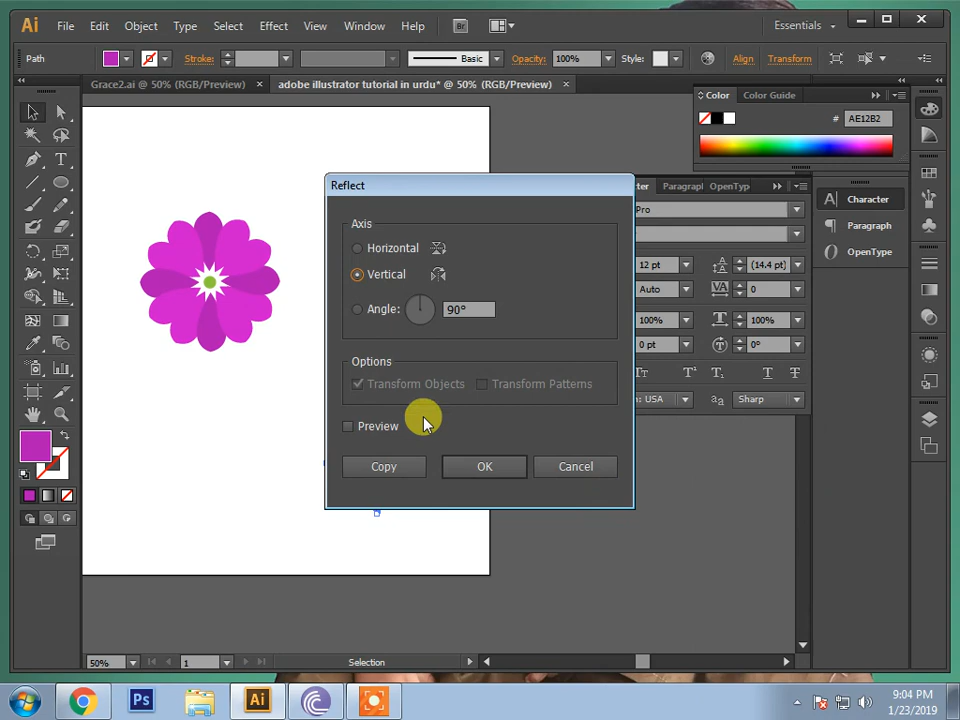 Ai File Edit Object Type Select Effect View Window Help Br Essentials
Path Stroke: Basic Opacity: 100% Style: Align Transform
Grace2.ai @ 50% (RGB/Preview) × adobe illustrator tutorial in urdu* @ 50% (RGB/Preview) ×
Color Color Guide
# AE12B2
Reflect
Paragrap OpenTyp
Pro
12 pt (14.4 pt)
Auto 0
100% 100%
0 pt 0°
: USA Sharp
Character
Paragraph
OpenType
Axis
Horizontal
Vertical
Angle: 90°
Options
Transform Objects Transform Patterns
Preview
Copy OK Cancel
50% 1 Selection
Ps Ai 9:04 PM
1/23/2019